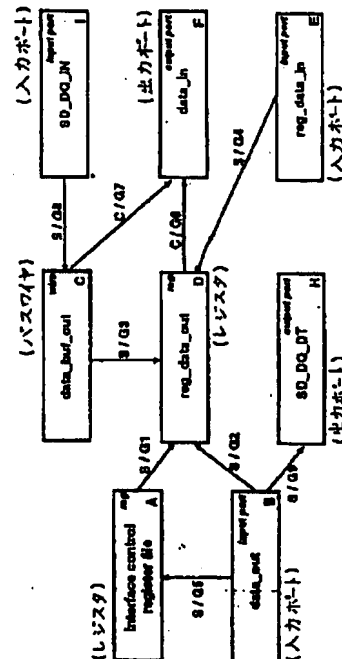 (入力ポート)
input port I
SD_DQ_IN
(出力ポート)
output port F
data_in
(入力ポート)
input port E
reg_data_in
S/G8
C/G7
C/G6
S/G4
(バスワイヤ)
wire C
data_buf_out
S/G3
(レジスタ)
reg D
reg_data_out
(出力ポート)
output port H
SD_DQ_DT
S/G1
S/G2
S/G9
(レジスタ)
reg A
Interface control
register file
S/G5
(入力ポート)
input port B
data_out